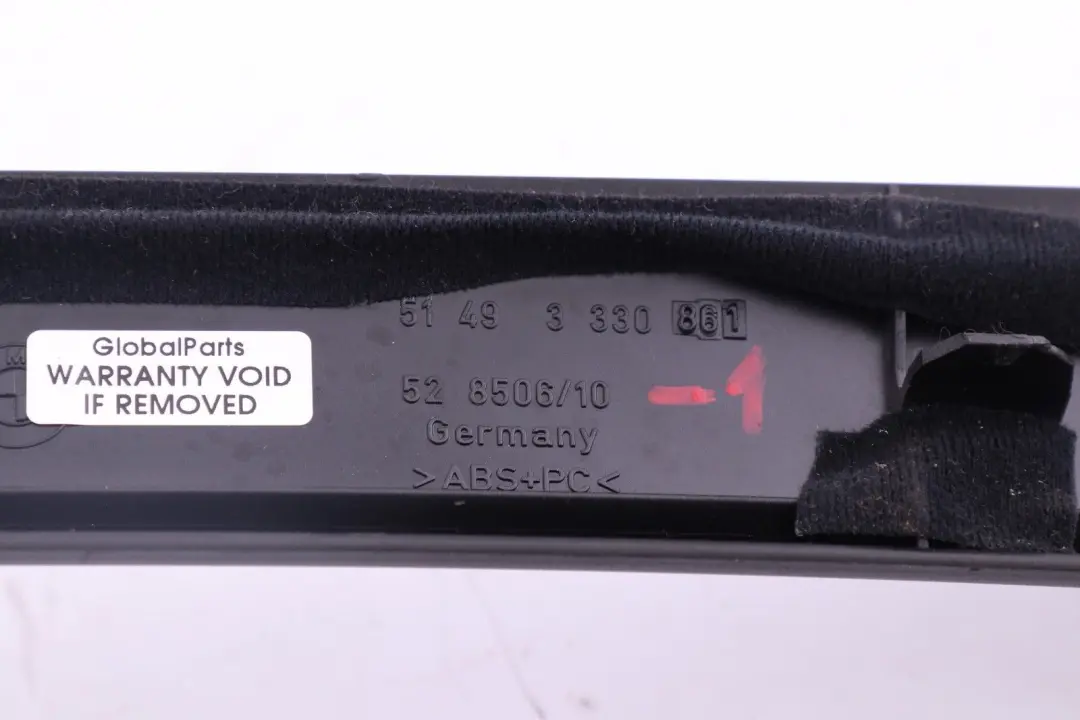 51 49 3 330 861
M
GlobalParts
WARRANTY VOID
IF REMOVED
52 8506/10
-1
Germany
>ABS+PC<